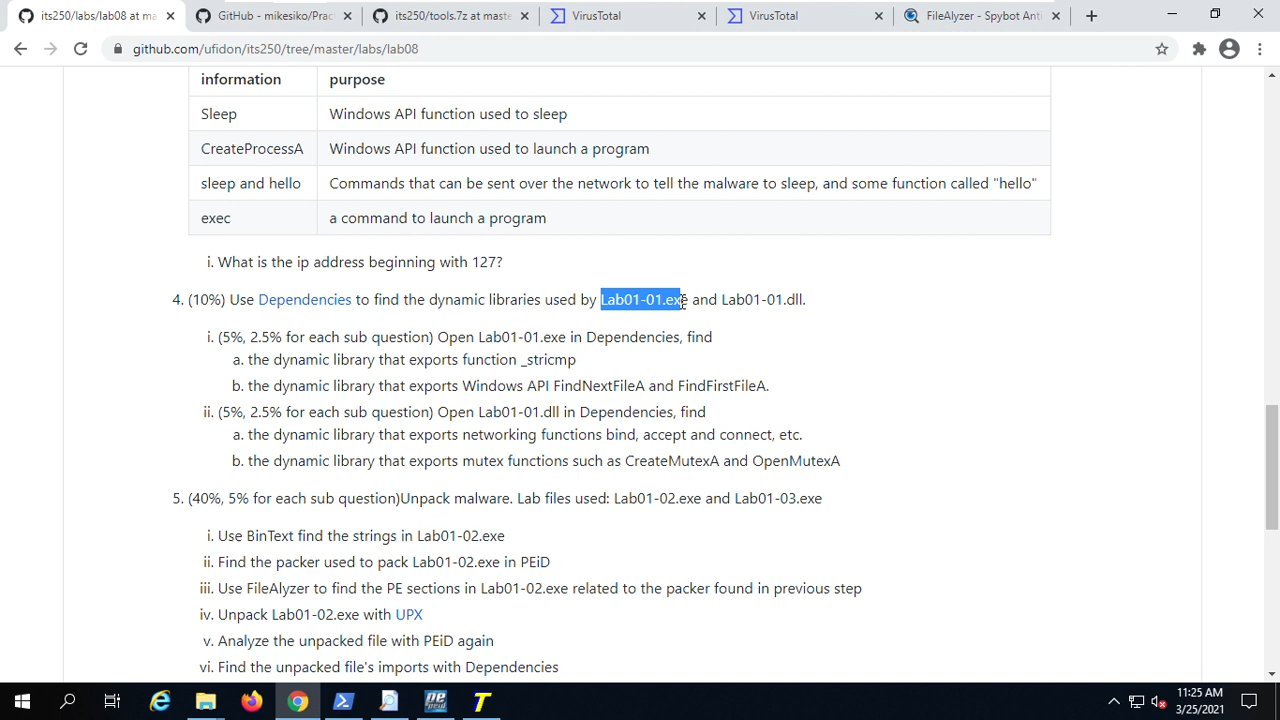 its250/labs/lab08 at ma
GitHub - mikesiko/Prac
its250/tools.7z at maste
VirusTotal
VirusTotal
FileAlyzer - Spybot Anti
github.com/ufidon/its250/tree/master/labs/lab08
information purpose
Sleep Windows API function used to sleep
CreateProcessA Windows API function used to launch a program
sleep and hello Commands that can be sent over the network to tell the malware to sleep, and some function called "hello"
exec a command to launch a program
i. What is the ip address beginning with 127?
4. (10%) Use Dependencies to find the dynamic libraries used by Lab01-01.exe and Lab01-01.dll.
i. (5%, 2.5% for each sub question) Open Lab01-01.exe in Dependencies, find
a. the dynamic library that exports function _stricmp
b. the dynamic library that exports Windows API FindNextFileA and FindFirstFileA.
ii. (5%, 2.5% for each sub question) Open Lab01-01.dll in Dependencies, find
a. the dynamic library that exports networking functions bind, accept and connect, etc.
b. the dynamic library that exports mutex functions such as CreateMutexA and OpenMutexA
5. (40%, 5% for each sub question)Unpack malware. Lab files used: Lab01-02.exe and Lab01-03.exe
i. Use BinText find the strings in Lab01-02.exe
ii. Find the packer used to pack Lab01-02.exe in PEiD
iii. Use FileAlyzer to find the PE sections in Lab01-02.exe related to the packer found in previous step
iv. Unpack Lab01-02.exe with UPX
v. Analyze the unpacked file with PEiD again
vi. Find the unpacked file's imports with Dependencies
11:25 AM
3/25/2021